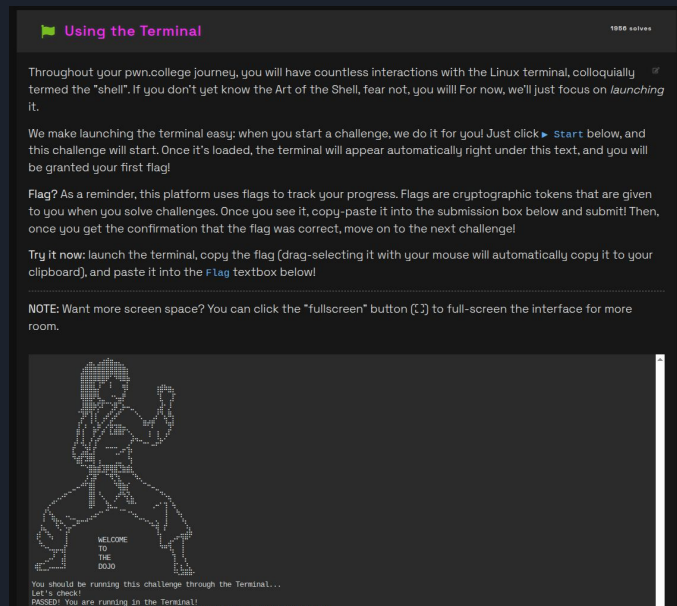 Using the Terminal
1956 solves
Throughout your pwn.college journey, you will have countless interactions with the Linux terminal, colloquially
termed the "shell". If you don't yet know the Art of the Shell, fear not, you will! For now, we'll just focus on launching
it.
We make launching the terminal easy: when you start a challenge, we do it for you! Just click ▶ Start below, and
this challenge will start. Once it's loaded, the terminal will appear automatically right under this text, and you will
be granted your first flag!
Flag? As a reminder, this platform uses flags to track your progress. Flags are cryptographic tokens that are given
to you when you solve challenges. Once you see it, copy-paste it into the submission box below and submit! Then,
once you get the confirmation that the flag was correct, move on to the next challenge!
Try it now: launch the terminal, copy the flag (drag-selecting it with your mouse will automatically copy it to your
clipboard), and paste it into the Flag textbox below!
NOTE: Want more screen space? You can click the "fullscreen" button (⛶) to full-screen the interface for more
room.
WELCOME
TO
THE
DOJO
You should be running this challenge through the Terminal...
Let's check!
PASSED! You are running in the Terminal!